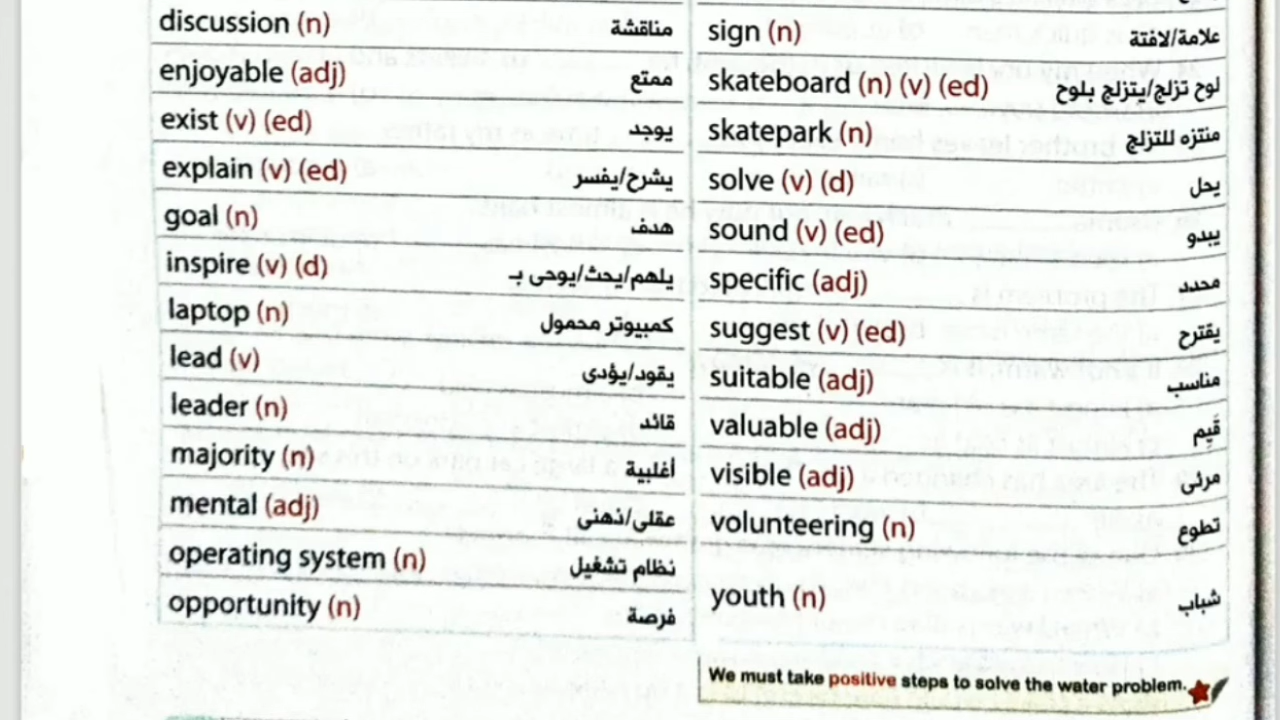 discussion (n) مناقشة
enjoyable (adj) ممتع
exist (v) (ed) يوجد
explain (v) (ed) يشرح/يفسر
goal (n) هدف
inspire (v) (d) يلهم/يحث/يوحى بـ
laptop (n) كمبيوتر محمول
lead (v) يقود/يؤدى
leader (n) قائد
majority (n) أغلبية
mental (adj) عقلى/ذهنى
operating system (n) نظام تشغيل
opportunity (n) فرصة
sign (n) علامة/لافتة
skateboard (n) (v) (ed) لوح تزلج/يتزلج بلوح
skatepark (n) منتزه للتزلج
solve (v) (d) يحل
sound (v) (ed) يبدو
specific (adj) محدد
suggest (v) (ed) يقترح
suitable (adj) مناسب
valuable (adj) قَيِم
visible (adj) مرئى
volunteering (n) تطوع
youth (n) شباب
We must take positive steps to solve the water problem.